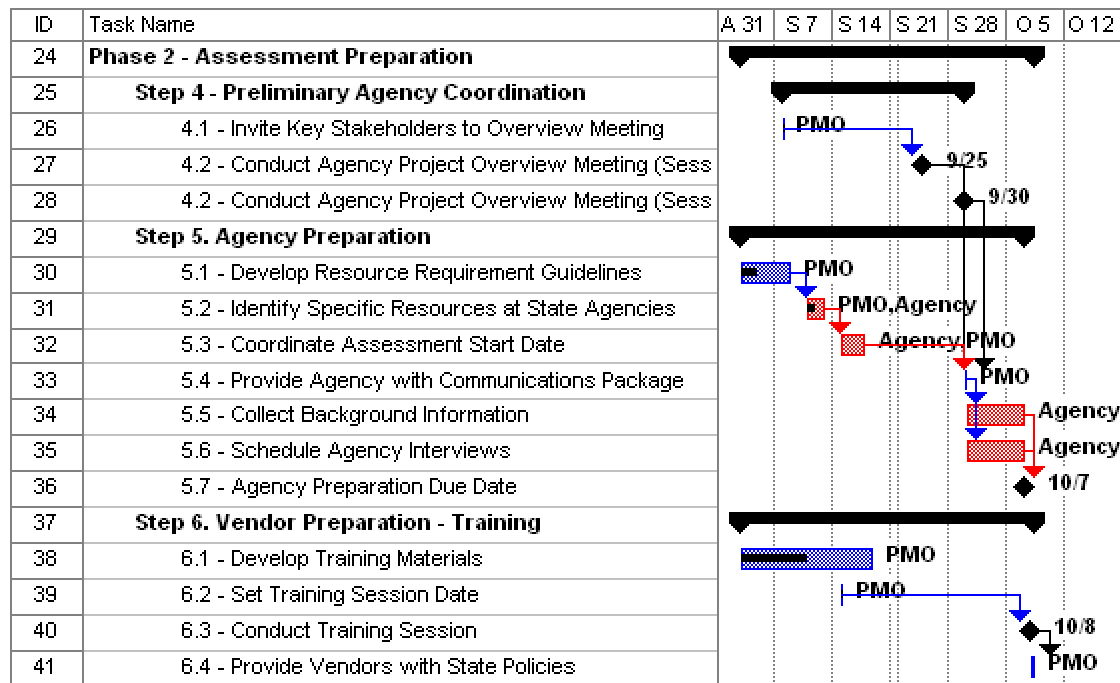 ID Task Name A 31 S 7 S 14 S 21 S 28 O 5 O 12
24 Phase 2 - Assessment Preparation
25 Step 4 - Preliminary Agency Coordination
26 4.1 - Invite Key Stakeholders to Overview Meeting PMO
27 4.2 - Conduct Agency Project Overview Meeting (Sess 9/25
28 4.2 - Conduct Agency Project Overview Meeting (Sess 9/30
29 Step 5. Agency Preparation
30 5.1 - Develop Resource Requirement Guidelines PMO
31 5.2 - Identify Specific Resources at State Agencies PMO,Agency
32 5.3 - Coordinate Assessment Start Date Agency,PMO
33 5.4 - Provide Agency with Communications Package PMO
34 5.5 - Collect Background Information Agency
35 5.6 - Schedule Agency Interviews Agency
36 5.7 - Agency Preparation Due Date 10/7
37 Step 6. Vendor Preparation - Training
38 6.1 - Develop Training Materials PMO
39 6.2 - Set Training Session Date PMO
40 6.3 - Conduct Training Session 10/8
41 6.4 - Provide Vendors with State Policies PMO